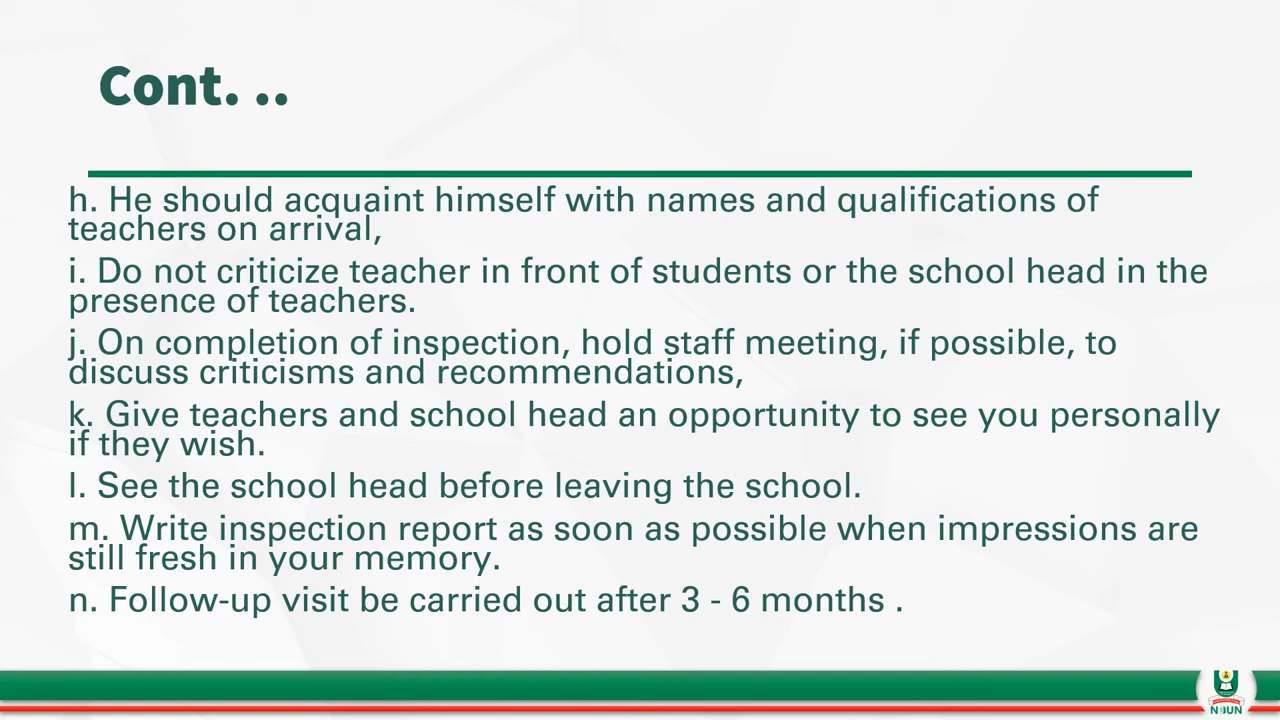 Cont. ..
h. He should acquaint himself with names and qualifications of
teachers on arrival,
i. Do not criticize teacher in front of students or the school head in the
presence of teachers.
j. On completion of inspection, hold staff meeting, if possible, to
discuss criticisms and recommendations,
k. Give teachers and school head an opportunity to see you personally
if they wish.
l. See the school head before leaving the school.
m. Write inspection report as soon as possible when impressions are
still fresh in your memory.
n. Follow-up visit be carried out after 3 - 6 months .
NOUN